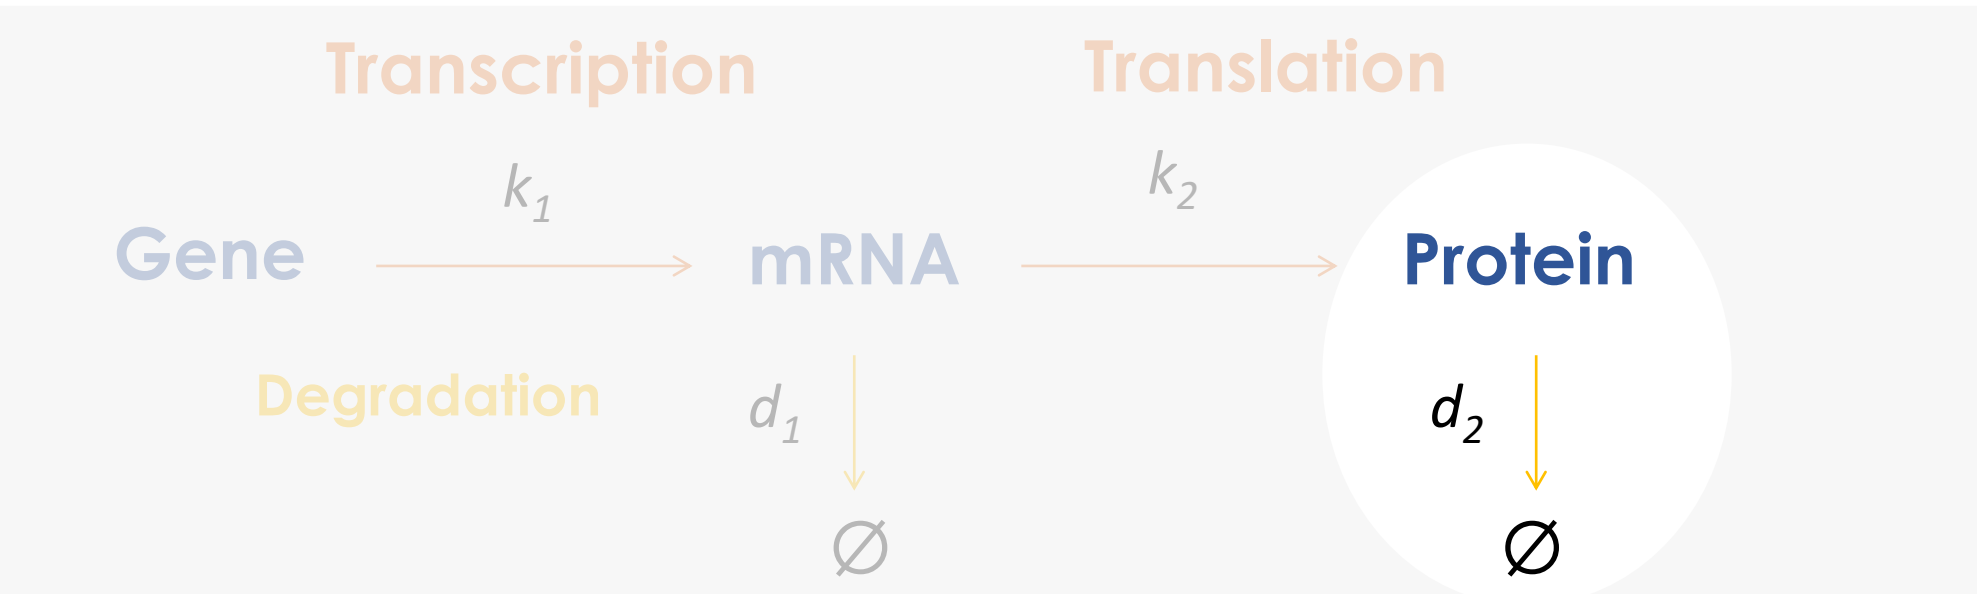 Transcription Translation
k1 k2
Gene mRNA Protein
Degradation d1 d2
∅ ∅